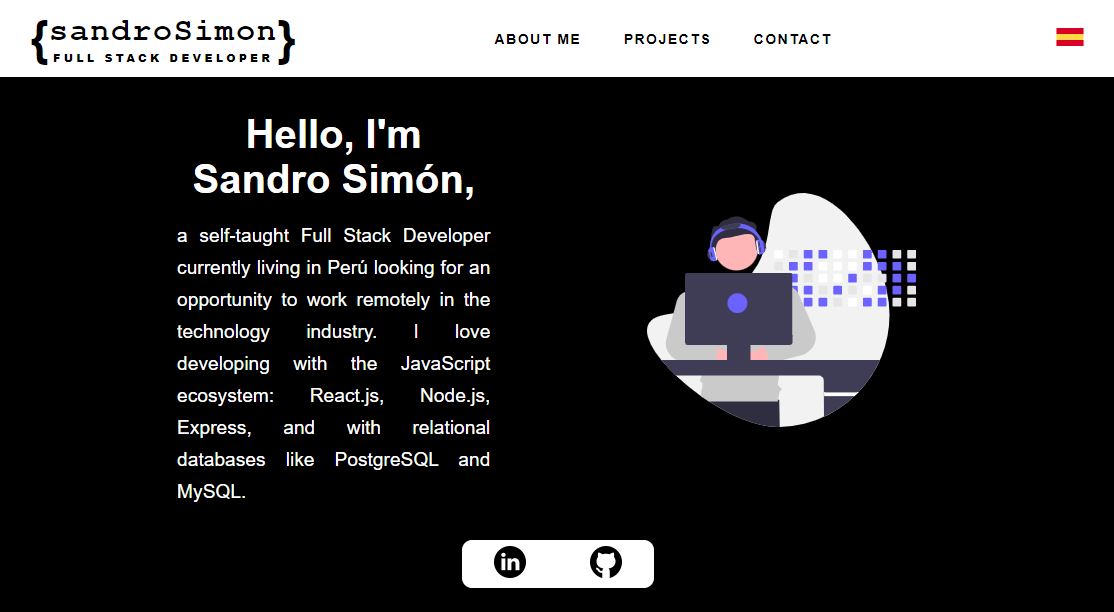 {sandroSimon}
FULL STACK DEVELOPER
ABOUT ME
PROJECTS
CONTACT
Hello, I'm
Sandro Simón,
a self-taught Full Stack Developer
currently living in Perú looking for an
opportunity to work remotely in the
technology industry. I love
developing with the JavaScript
ecosystem: React.js, Node.js,
Express, and with relational
databases like PostgreSQL and
MySQL.
in